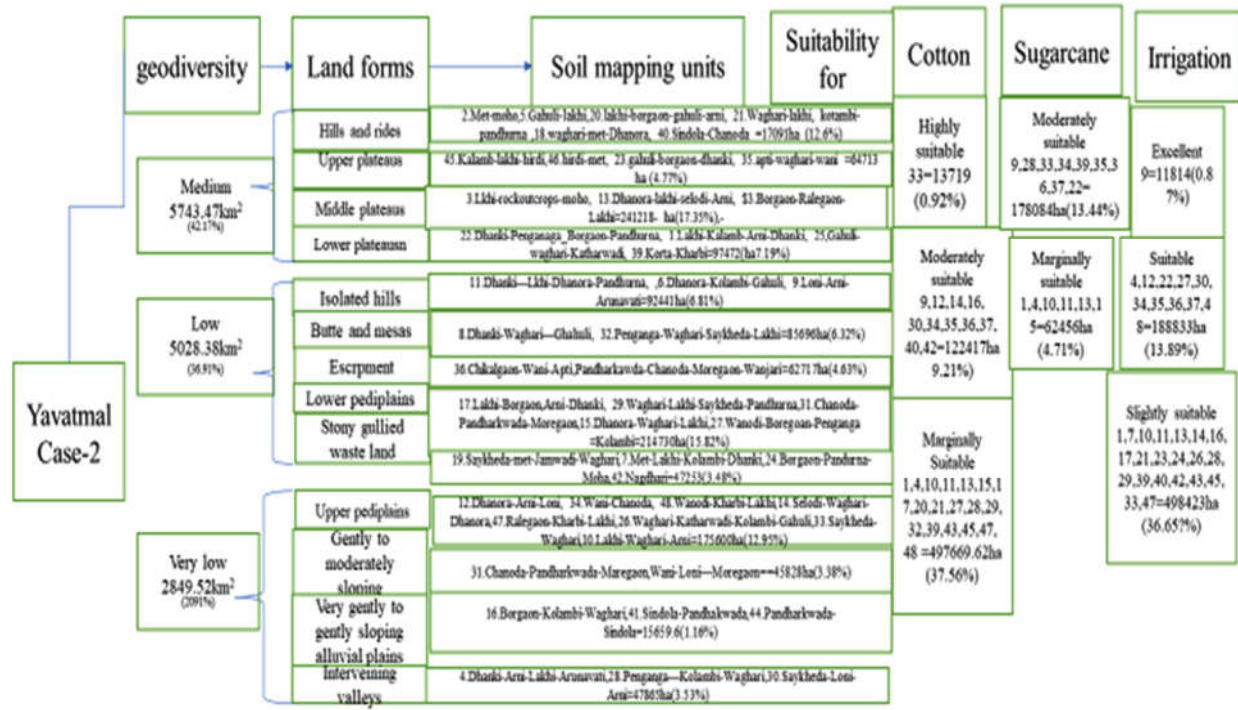 geodiversity
Land forms
Soil mapping units
Suitability
for
Cotton
Sugarcane
Irrigation
Yavatmal
Case-2
Medium
5743.47km²
(42.17%)
Hills and rides
2.Met-moho,5.Gahuli-lakhi,20.lakhi-borgaon-gahuli-arni, 21.Waghari-lakhi, kotambi-
pandhurna ,18.waghari-met-Dhanora, 40.Sindola-Chanoda =17091ha (12.6%)
Upper plateaus
45.Kalamb-lakhi-hirdi,46.hirdi-met, 23.gahuli-borgaon-dhanki, 35.apti-waghari-wani =64713
ha (4.77%)
Middle plateaus
3.Lkhi-rockoutcrops-moho, 13.Dhanora-lakhi-selodi-Arni, $3.Borgaon-Ralegaon-
Lakhi=241218- ha(17.35%),-
Lower plateausn
22.Dhanki-Penganaga_Borgaon-Pandhurna, 1.Lakhi-Kalamb-Arni-Dhanki, 25,Gahuli-
waghari-Katharwadi, 39.Korta-Kharbi=97472(ha7.19%)
Low
5028.38km²
(36.91%)
Isolated hills
11.Dhanki---Lkhi-Dhanora-Pandhurna, ,6.Dhanora-Kolambi-Gahuli, 9.Loni-Arni-
Arunavati=92441ha(6.81%)
Butte and mesas
8.Dhanki-Waghari---Ghahuli, 32.Penganga-Waghari-Saykheda-Lakhi=85696ha(6.32%)
Escrpment
36.Chikalgaon-Wani-Apti,Pandharkawda-Chanoda-Moregaon-Wanjari=62717ha(4.63%)
Lower pediplains
Stony gullied
waste land
17.Lakhi-Borgaon,Arni-Dhanki, 29.Waghari-Lakhi-Saykheda-Pandhurna,31.Chanoda-
Pandharkwada-Moregaon,15.Dhanora-Waghari-Lakhi,27.Wanodi-Boregoan-Penganga
=Kolambi=214730ha(15.82%)
19.Saykheda-met-Jamwadi-Waghari,7.Met-Lakhi-Kolambi-Dhanki,24.Borgaon-Pandurna-
Moha,42.Nagdhari=47253(3.48%)
Very low
2849.52km²
(2091%)
Upper pediplains
12.Dhanora-Arni-Loni, 34.Wani-Chanoda, 48.Wanodi-Kharbi-Lakhi,14.Selodi-Waghari-
Dhanora,47.Ralegaon-Kharbi-Lakhi,26.Waghari-Katharwadi-Kolambi-Gahuli,33.Saykheda-
Waghari,10.Lakhi-Waghari-Arni=175600ha(12.95%)
Gently to
moderately
sloping
31.Chanoda-Pandharkwada-Maregaon,Wani-Loni---Moregaon==45828ha(3.38%)
Very gently to
gently sloping
alluvial plains
16.Borgaon-Kolambi-Waghari,41.Sindola-Pandhakwada,44.Pandharkwada-
Sindola=15659.6(1.16%)
Interveining
valleys
4.Dhanki-Arni-Lakhi-Arunavati,28.Penganga---Kolambi-Waghari,30.Saykheda-Loni-
Arni=47865ha(3.53%)
Highly
suitable
33=13719
(0.92%)
Moderately
suitable
9,12,14,16,
30,34,35,36,37,
40,42=122417ha
9.21%)
Marginally
Suitable
1,4,10,11,13,15,1
7,20,21,27,28,29,
32,39,43,45,47,
48 =497669.62ha
(37.56%)
Moderately
suitable
9,28,33,34,39,35,3
6,37,22=
178084ha(13.44%)
Marginally
suitable
1,4,10,11,13,1
5=62456ha
(4.71%)
Excellent
9=11814(0.8
7%)
Suitable
4,12,22,27,30,
34,35,36,37,4
8=188833ha
(13.89%)
Slightly suitable
1,7,10,11,13,14,16,
17,21,23,24,26,28,
29,39,40,42,43,45,
33,47=498423ha
(36.65?%)